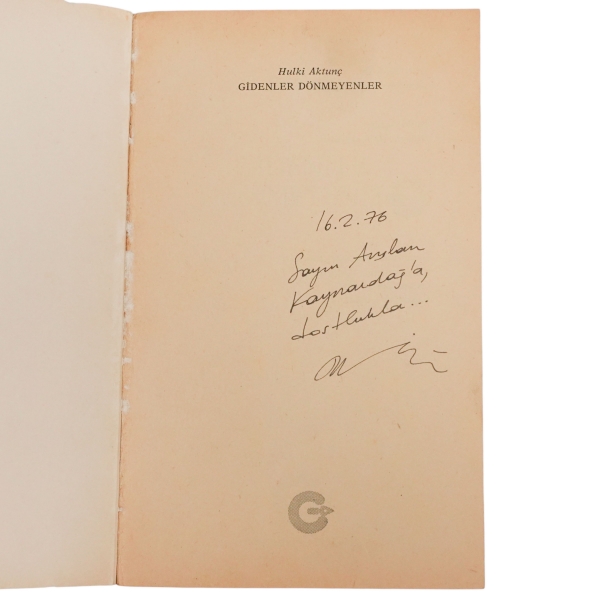 Hulki Aktunç
GİDENLER DÖNMEYENLER
16.2.76
Sayın Arslan
Kaynardağ'a,
dostlukla...